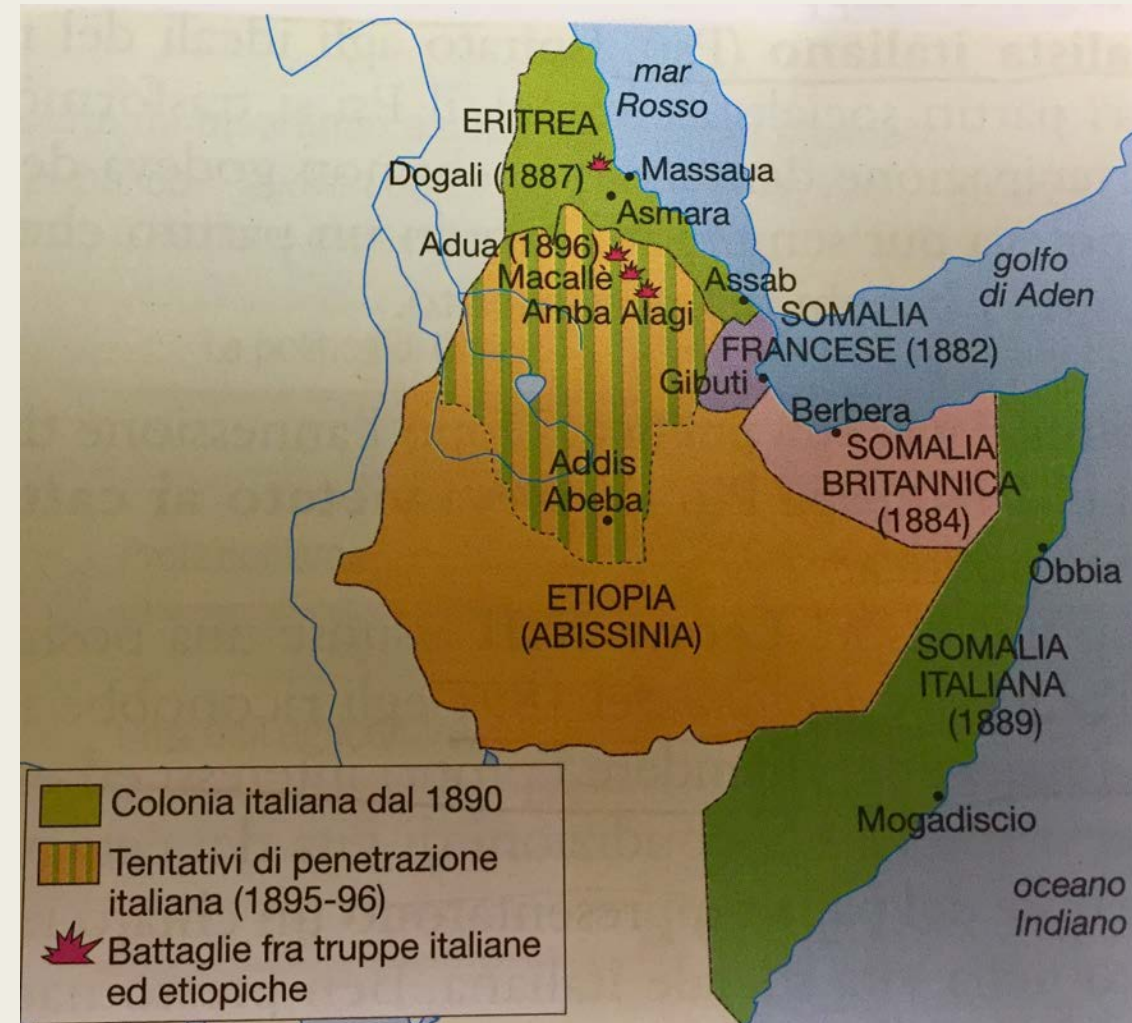 mar
Rosso
ERITREA
Dogali (1887)
Massaua
Asmara
Adua (1896)
Macallè
Amba Alagi
Assab
golfo
di Aden
SOMALIA
FRANCESE (1882)
Gibuti
Berbera
SOMALIA
BRITANNICA
(1884)
Addis
Abeba
Obbia
ETIOPIA
(ABISSINIA)
SOMALIA
ITALIANA
(1889)
Mogadiscio
oceano
Indiano
Colonia italiana dal 1890
Tentativi di penetrazione
italiana (1895-96)
Battaglie fra truppe italiane
ed etiopiche